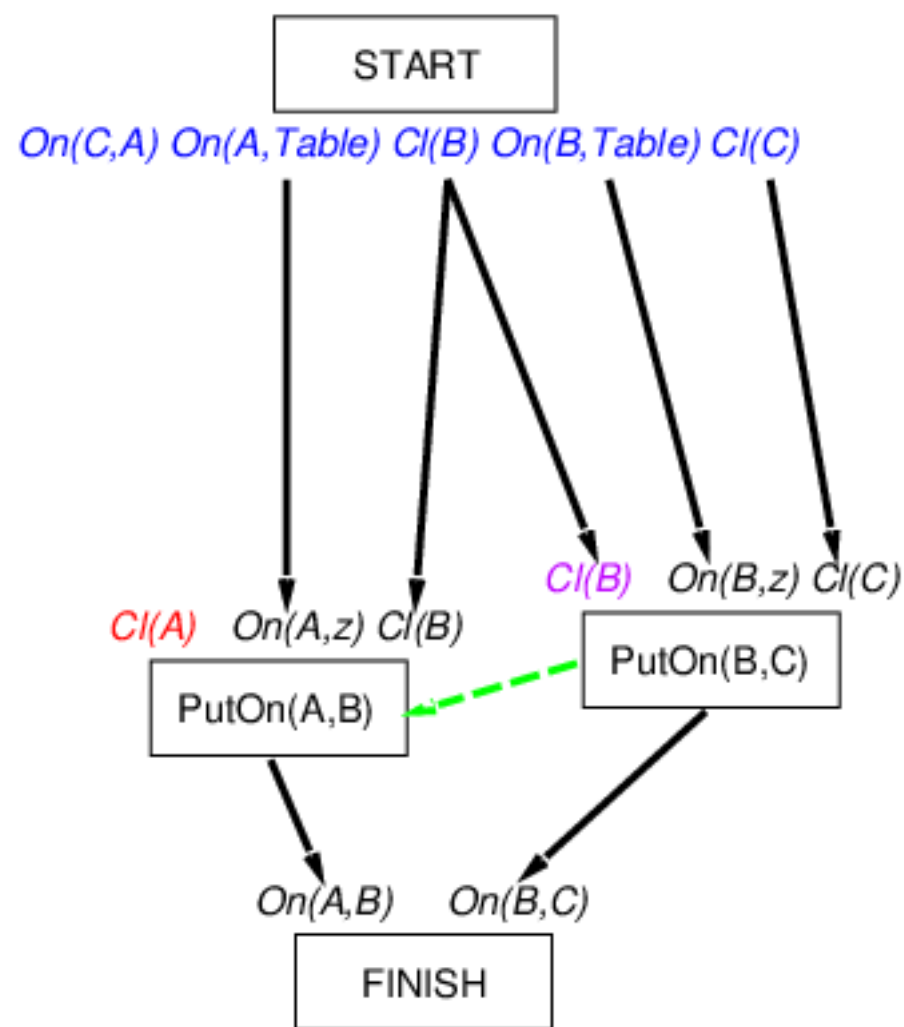 START
On(C,A) On(A,Table) Cl(B) On(B,Table) Cl(C)
Cl(B) On(B,z) Cl(C)
Cl(A) On(A,z) Cl(B)
PutOn(B,C)
PutOn(A,B)
On(A,B) On(B,C)
FINISH